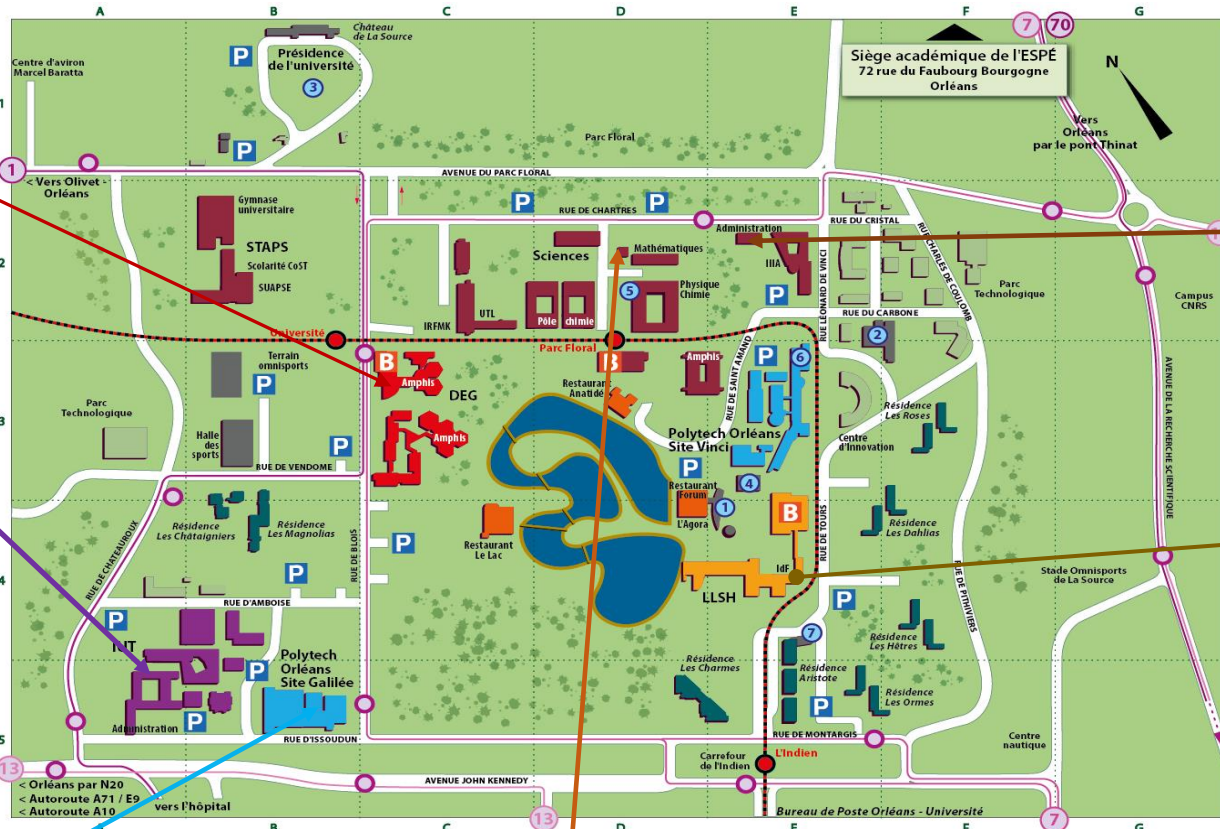 A
B
C
D
E
F
G
7
70
Château
de La Source
P
Centre d'aviron
Marcel Baratta
Présidence
de l'université
3
Siège académique de l'ESPÉ
72 rue du Faubourg Bourgogne
Orléans
N
1
P
Parc Floral
Vers
Orléans
par le pont Thinat
1
AVENUE DU PARC FLORAL
< Vers Olivet -
Orléans
P
P
RUE DE CHARTRES
RUE DU CRISTAL
Gymnase
universitaire
STAPS
Scolarité CoST
SUAPSE
2
Sciences
Mathématiques
Administration
IIIA
RUE LÉONARD DE VINCI
RUE CHARLES DE COULOMB
Parc
Technologique
Campus
CNRS
5
Physique
Chimie
P
UTL
Pôle
chimie
IRFMK
RUE DU CARBONE
2
Université
Parc Floral
Terrain
omnisports
P
B
Amphis
DEG
B
Restaurant
Anatidé
Amphis
RUE DE SAINT AMAND
P
6
AVENUE DE LA RECHERCHE SCIENTIFIQUE
Parc
Technologique
3
Halle
des
sports
P
Amphis
Polytech Orléans
Site Vinci
Centre
d'Innovation
Résidence
Les Roses
RUE DE VENDOME
P
4
Restaurant
Forum
L'Agora
1
B
Résidence
Les Châtaigniers
Résidence
Les Magnolias
Restaurant
Le Lac
P
RUE DE BLOIS
RUE DE TOURS
Résidence
Les Dahlias
RUE DE CHATEAUROUX
4
P
IdF
LLSH
RUE DE PITHIVIERS
Stade Omnisports
de La Source
RUE D'AMBOISE
P
P
IUT
7
Résidence
Les Hêtres
P
Polytech
Orléans
Site Galilée
Résidence
Les Charmes
Résidence
Aristote
Résidence
Les Ormes
P
Administration
P
5
RUE D'ISSOUDUN
RUE DE MONTARGIS
Centre
nautique
Carrefour
de l'Indien
L'Indien
13
< Orléans par N20
< Autoroute A71 / E9
< Autoroute A10
vers l'hôpital
AVENUE JOHN KENNEDY
13
Bureau de Poste Orléans - Université
7